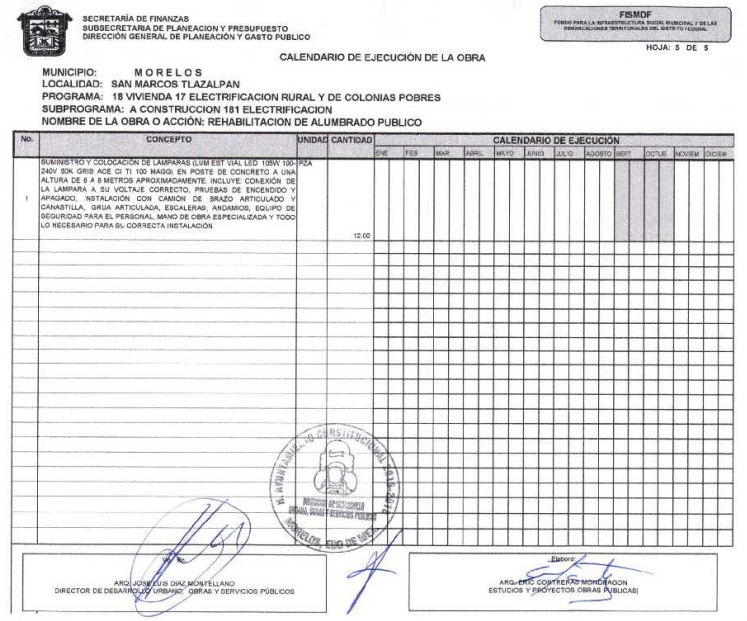 SECRETARÍA DE FINANZAS
SUBSECRETARIA DE PLANEACION Y PRESUPUESTO
DIRECCIÓN GENERAL DE PLANEACIÓN Y GASTO PUBLICO
FISMDF
FONDO PARA LA INFRAESTRUCTURA SOCIAL MUNICIPAL Y DE LAS
DEMARCACIONES TERRITORIALES DEL DISTRITO FEDERAL
HOJA: 5 DE 5
CALENDARIO DE EJECUCIÓN DE LA OBRA
MUNICIPIO: MORELOS
LOCALIDAD: SAN MARCOS TLAZALPAN
PROGRAMA: 18 VIVIENDA 17 ELECTRIFICACION RURAL Y DE COLONIAS POBRES
SUBPROGRAMA: A CONSTRUCCION 181 ELECTRIFICACION
NOMBRE DE LA OBRA O ACCIÓN: REHABILITACION DE ALUMBRADO PUBLICO
No. CONCEPTO UNIDAD CANTIDAD CALENDARIO DE EJECUCIÓN
ENE FEB MAR ABRIL MAYO JUNIO JULIO AGOSTO SEPT OCTUE NOVIEM DICIEM
SUMINISTRO Y COLOCACIÓN DE LAMPARAS (LUM EST VIAL LED 105W 100- PZA
240V 50K GRIS ACE CI TI 100 MAGG) EN POSTE DE CONCRETO A UNA
ALTURA DE 6 A 8 METROS APROXIMADAMENTE. INCLUYE: CONEXIÓN DE
1 LA LAMPARA A SU VOLTAJE CORRECTO, PRUEBAS DE ENCENDIDO Y
APAGADO, INSTALACIÓN CON CAMIÓN DE BRAZO ARTICULADO Y
CANASTILLA, GRUA ARTICULADA, ESCALERAS, ANDAMIOS, EQUIPO DE
SEGURIDAD PARA EL PERSONAL, MANO DE OBRA ESPECIALIZADA Y TODO
LO NECESARIO PARA SU CORRECTA INSTALACIÓN
12.00
H. AYUNTAMIENTO CONSTITUCIONAL 2016-2018
DIRECCION DE DESARROLLO
URBANO, OBRAS Y SERVICIOS PUBLICOS
MORELOS, EDO DE MEX.
Vo. Bo.
ARQ. JOSE LUIS DIAZ MONTELLANO
DIRECTOR DE DESARROLLO URBANO, OBRAS Y SERVICIOS PÚBLICOS
Elaboro:
ARQ. ERIC CONTRERAS MONDRAGON
ESTUDIOS Y PROYECTOS OBRAS PUBLICAS